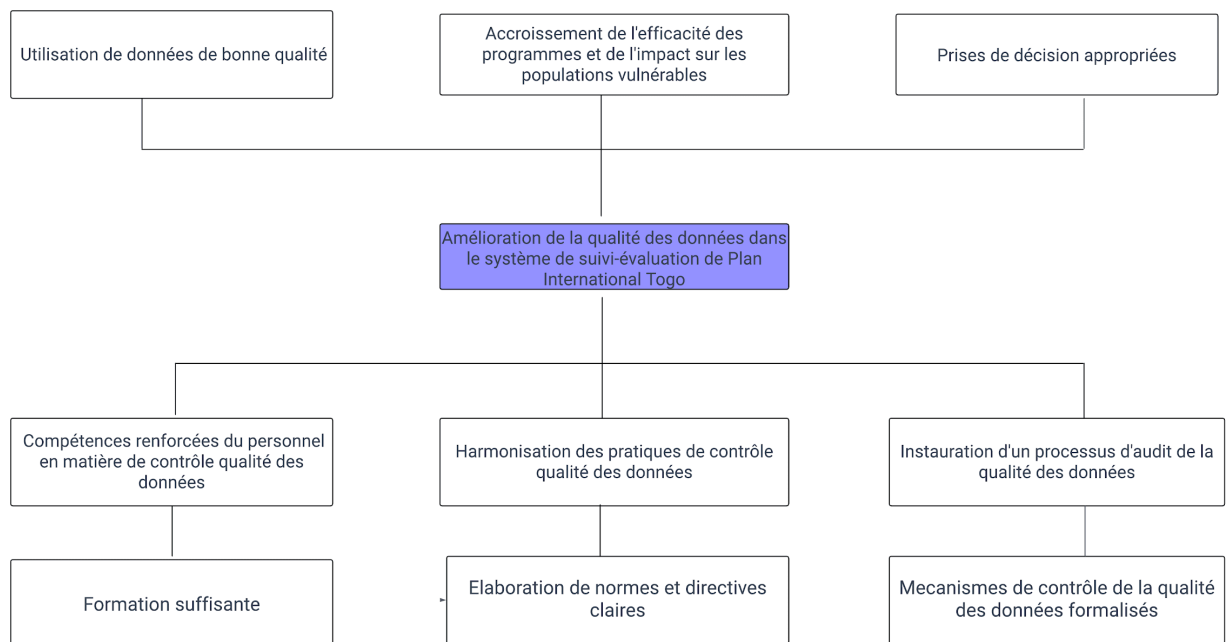 Utilisation de données de bonne qualité
Accroissement de l'efficacité des
programmes et de l'impact sur les
populations vulnérables
Prises de décision appropriées
Amélioration de la qualité des données dans
le système de suivi-évaluation de Plan
International Togo
Compétences renforcées du personnel
en matière de contrôle qualité des
données
Harmonisation des pratiques de contrôle
qualité des données
Instauration d'un processus d'audit de la
qualité des données
Formation suffisante
Elaboration de normes et directives
claires
Mecanismes de contrôle de la qualité
des données formalisés